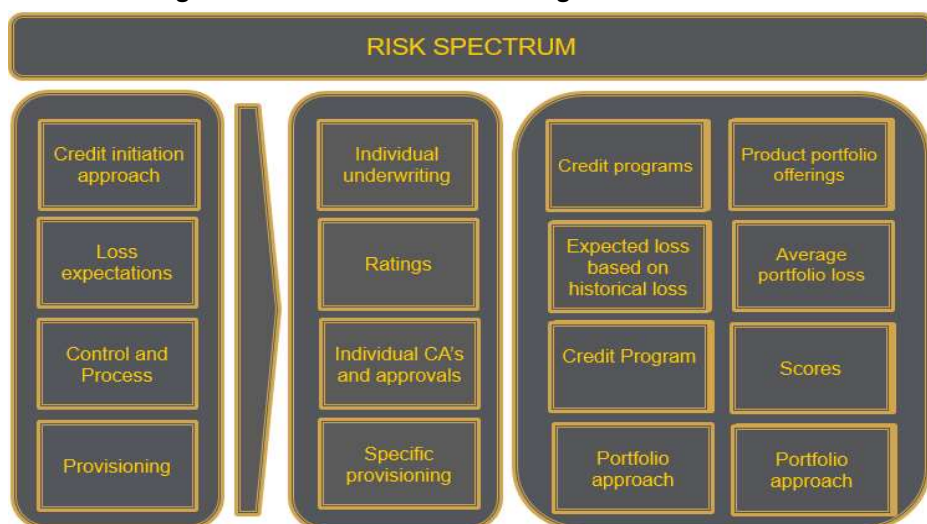 RISK SPECTRUM
Credit initiation
approach
Loss
expectations
Control and
Process
Provisioning
Individual
underwriting
Ratings
Individual CA's
and approvals
Specific
provisioning
Credit programs
Product portfolio
offerings
Expected loss
based on
historical loss
Average
portfolio loss
Credit Program
Scores
Portfolio
approach
Portfolio
approach